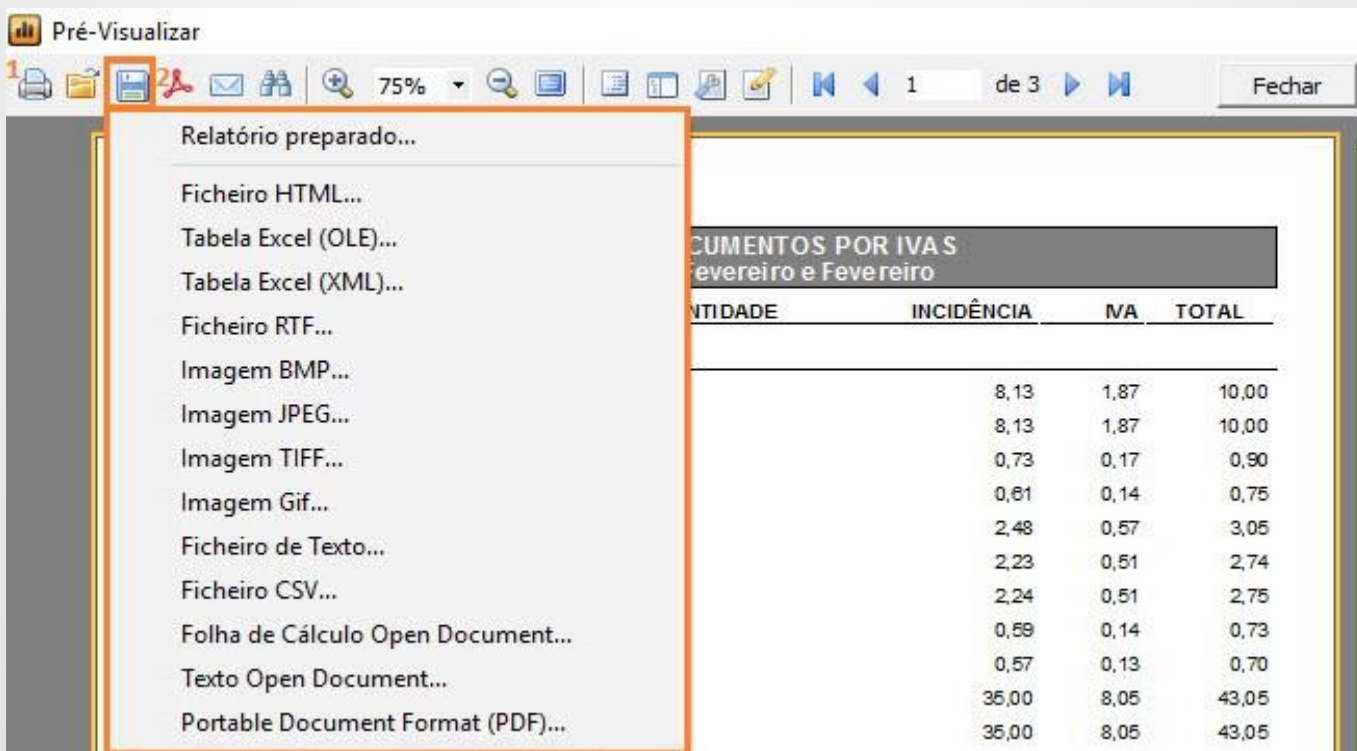 Pré-Visualizar
1 2 75% 1 de 3 Fechar
Relatório preparado...
Ficheiro HTML...
Tabela Excel (OLE)...
Tabela Excel (XML)...
Ficheiro RTF...
Imagem BMP...
Imagem JPEG...
Imagem TIFF...
Imagem Gif...
Ficheiro de Texto...
Ficheiro CSV...
Folha de Cálculo Open Document...
Texto Open Document...
Portable Document Format (PDF)...
CUMENTOS POR IVAS
evereiro e Fevereiro
NTIDADE INCIDÊNCIA IVA TOTAL
8,13 1,87 10,00
8,13 1,87 10,00
0,73 0,17 0,90
0,61 0,14 0,75
2,48 0,57 3,05
2,23 0,51 2,74
2,24 0,51 2,75
0,59 0,14 0,73
0,57 0,13 0,70
35,00 8,05 43,05
35,00 8,05 43,05